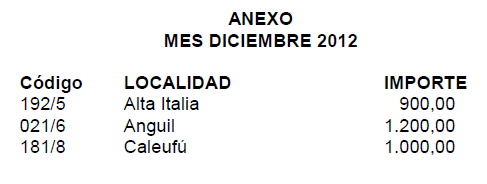 ANEXO
MES DICIEMBRE 2012
Código LOCALIDAD IMPORTE
192/5 Alta Italia 900,00
021/6 Anguil 1.200,00
181/8 Caleufú 1.000,00